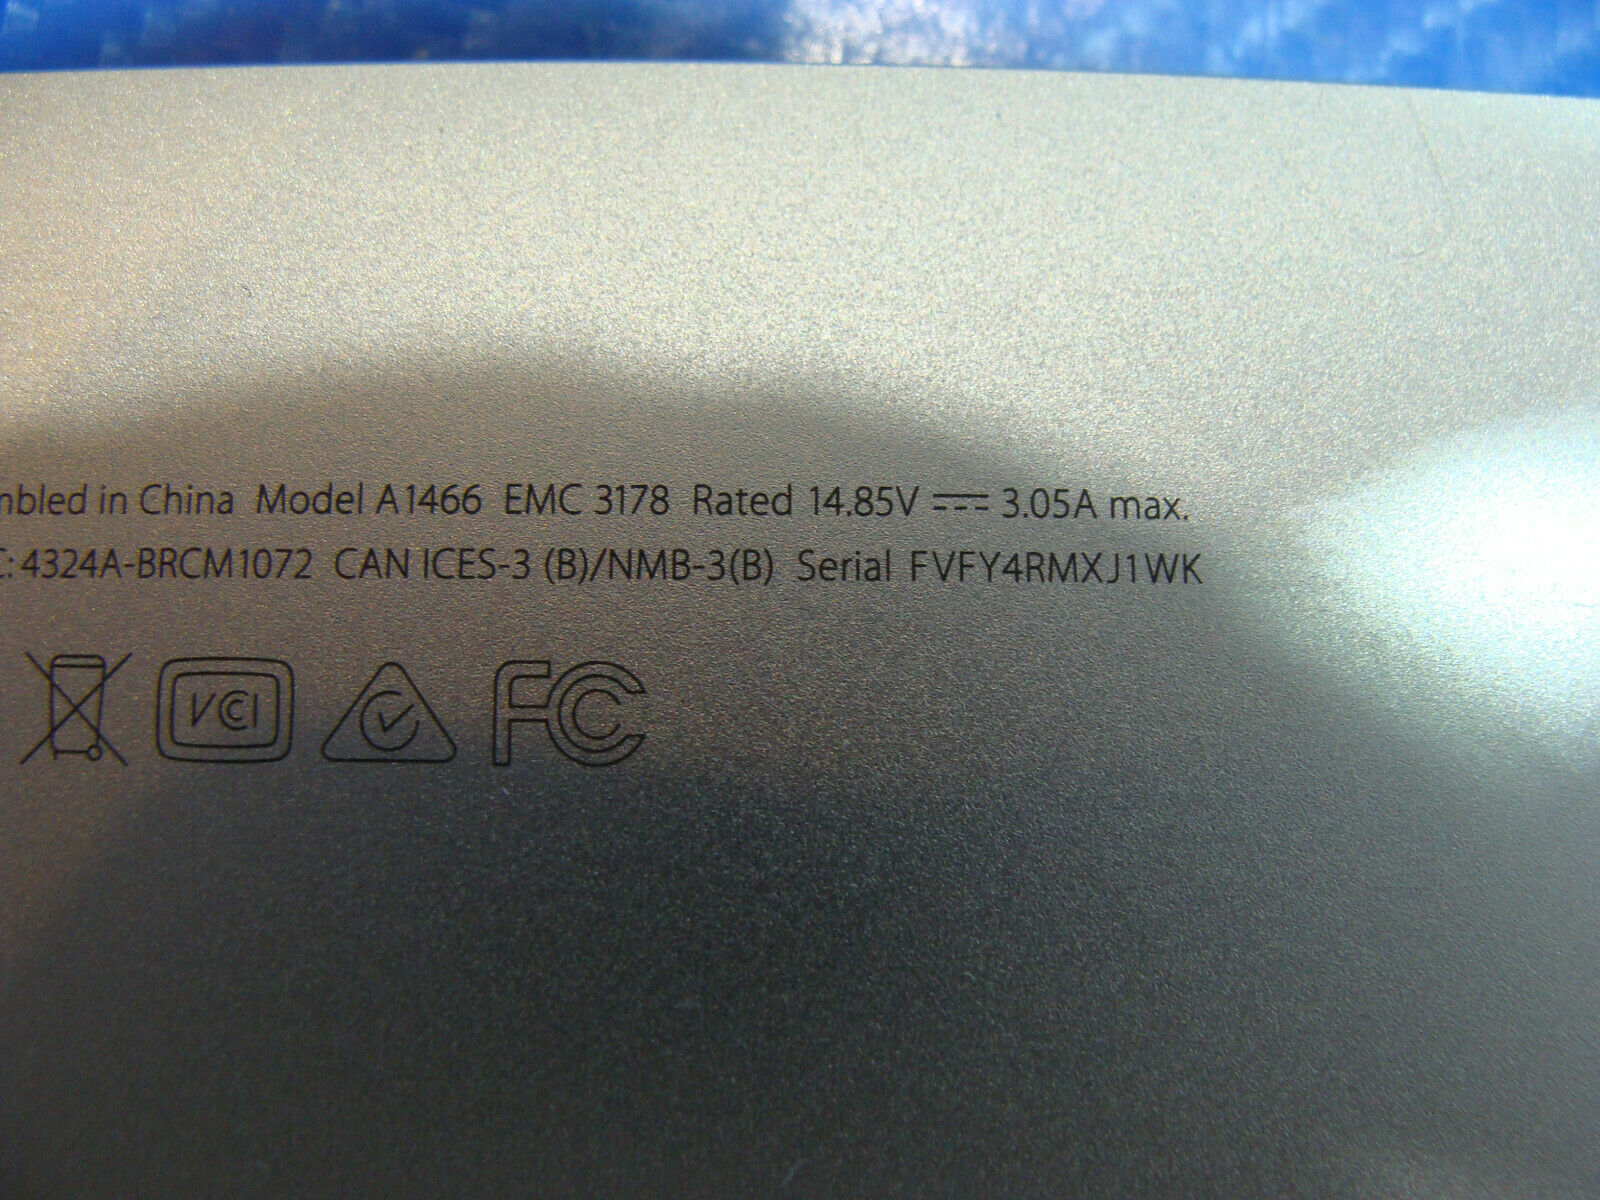 in China Model A1466 EMC 3178 Rated 14.85V ⎓ 3.05A max.
4324A-BRCM1072 CAN ICES-3 (B)/NMB-3(B) Serial FVFY4RMXJ1WK
VCI FC